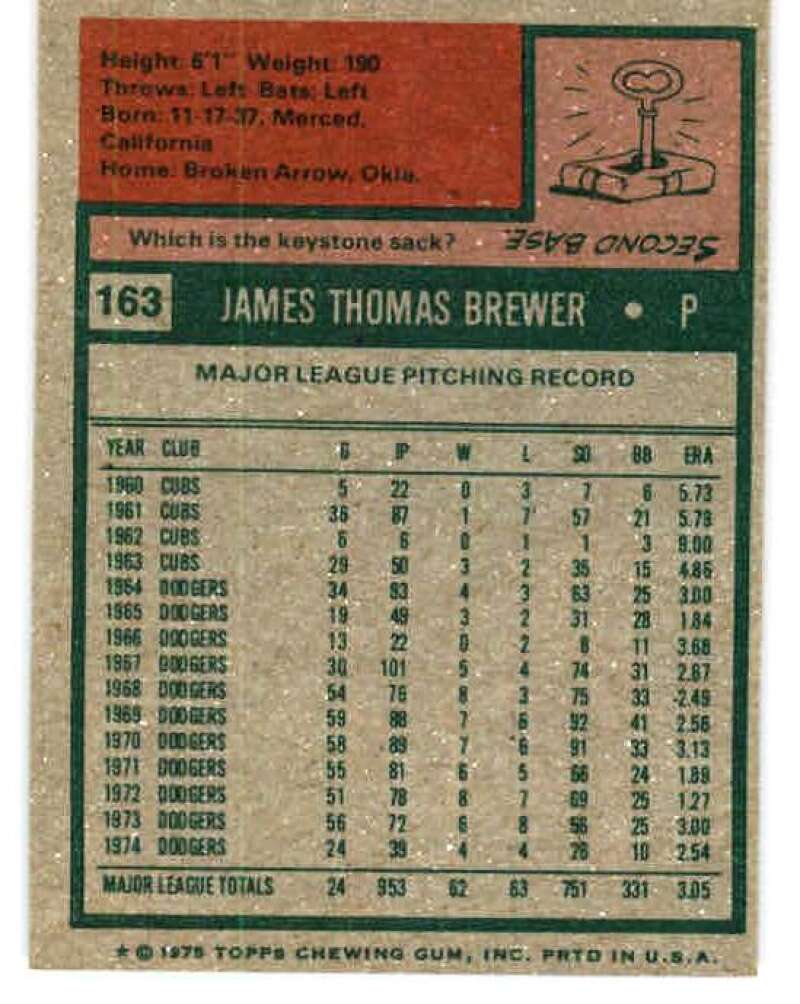 Height: 6'1" Weight: 190
Throws: Left Bats: Left
Born: 11-17-37, Merced,
California
Home: Broken Arrow, Okla.
Which is the keystone sack?
SECOND BASE.
163 JAMES THOMAS BREWER • P
MAJOR LEAGUE PITCHING RECORD
YEAR CLUB G IP W L SO BB ERA
1960 CUBS 5 22 0 3 7 6 5.73
1961 CUBS 36 87 1 7 57 21 5.79
1962 CUBS 6 6 0 1 1 3 9.00
1963 CUBS 29 50 3 2 35 15 4.86
1964 DODGERS 34 93 4 3 63 25 3.00
1965 DODGERS 19 49 3 2 31 28 1.84
1966 DODGERS 13 22 0 2 8 11 3.68
1967 DODGERS 30 101 5 4 74 31 2.67
1968 DODGERS 54 76 8 3 75 33 2.49
1969 DODGERS 59 88 7 6 92 41 2.56
1970 DODGERS 58 89 7 6 91 33 3.13
1971 DODGERS 55 81 6 5 66 24 1.89
1972 DODGERS 51 78 8 7 69 25 1.27
1973 DODGERS 56 72 6 8 56 25 3.00
1974 DODGERS 24 39 4 4 26 10 2.54
MAJOR LEAGUE TOTALS 24 953 62 63 751 331 3.05
★ © 1975 TOPPS CHEWING GUM, INC. PRTD IN U.S.A.